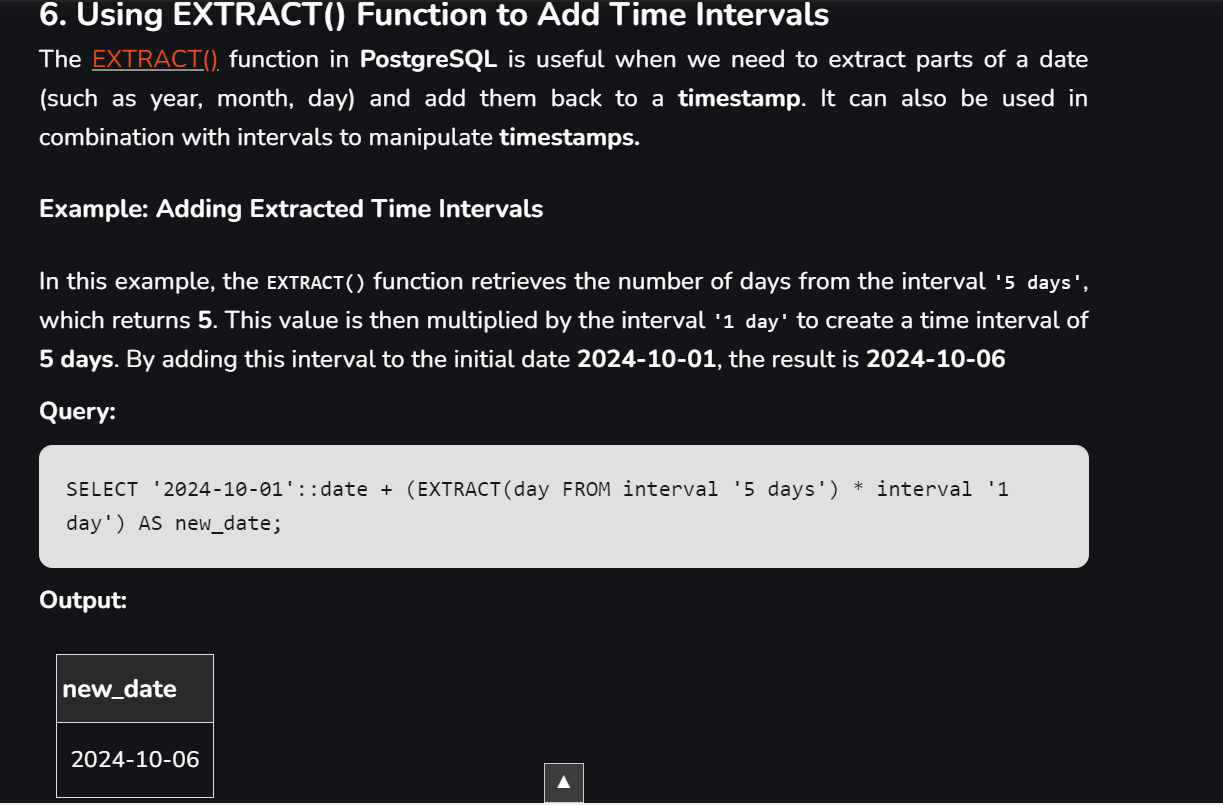 6. Using EXTRACT() Function to Add Time Intervals
The EXTRACT() function in PostgreSQL is useful when we need to extract parts of a date
(such as year, month, day) and add them back to a timestamp. It can also be used in
combination with intervals to manipulate timestamps.
Example: Adding Extracted Time Intervals
In this example, the EXTRACT() function retrieves the number of days from the interval '5 days',
which returns 5. This value is then multiplied by the interval '1 day' to create a time interval of
5 days. By adding this interval to the initial date 2024-10-01, the result is 2024-10-06
Query:
SELECT '2024-10-01'::date + (EXTRACT(day FROM interval '5 days') * interval '1
day') AS new_date;
Output:
new_date
2024-10-06